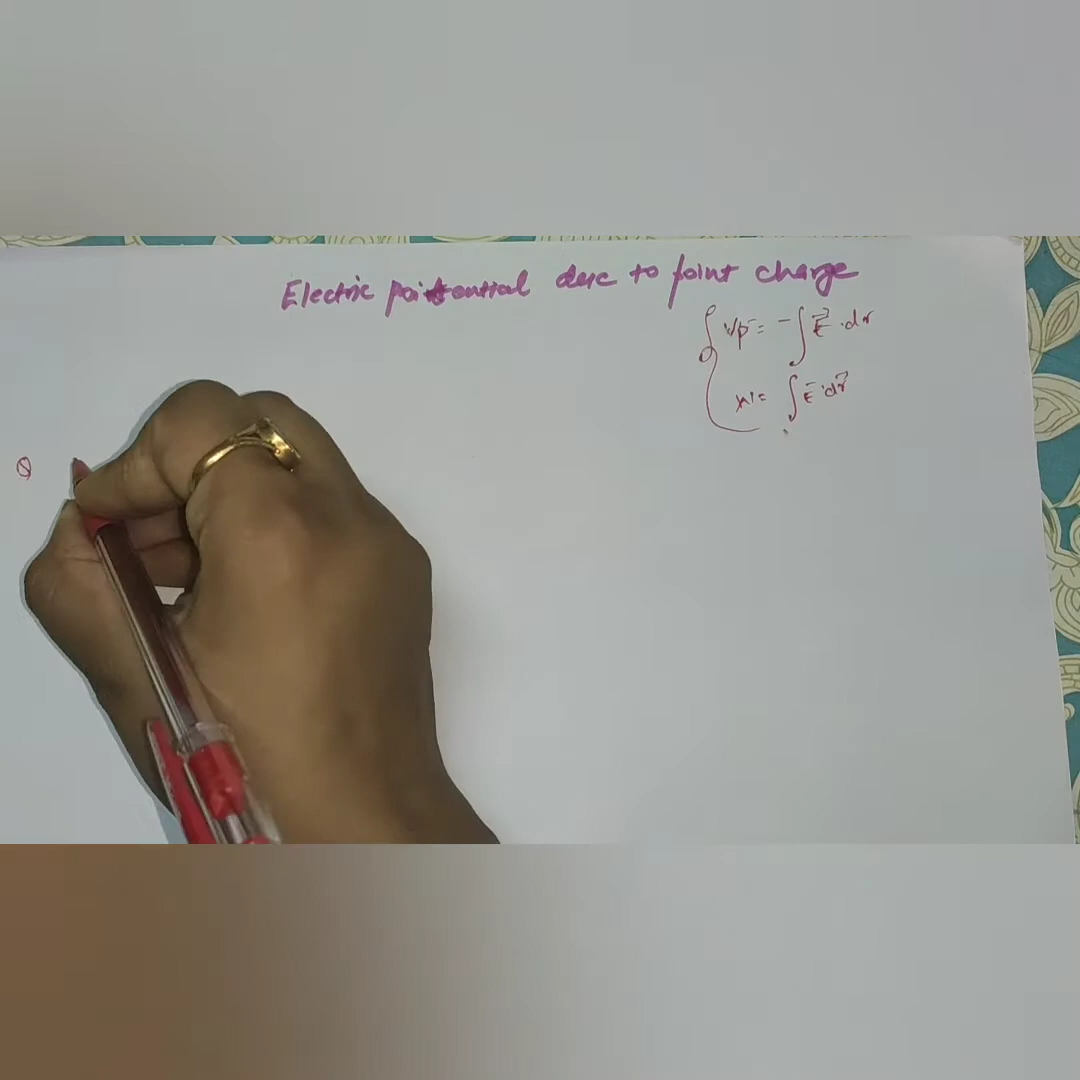 Electric potential due to point charge
Vp = -∫E⃗.dr
W = ∫E⃗.dr⃗
Q